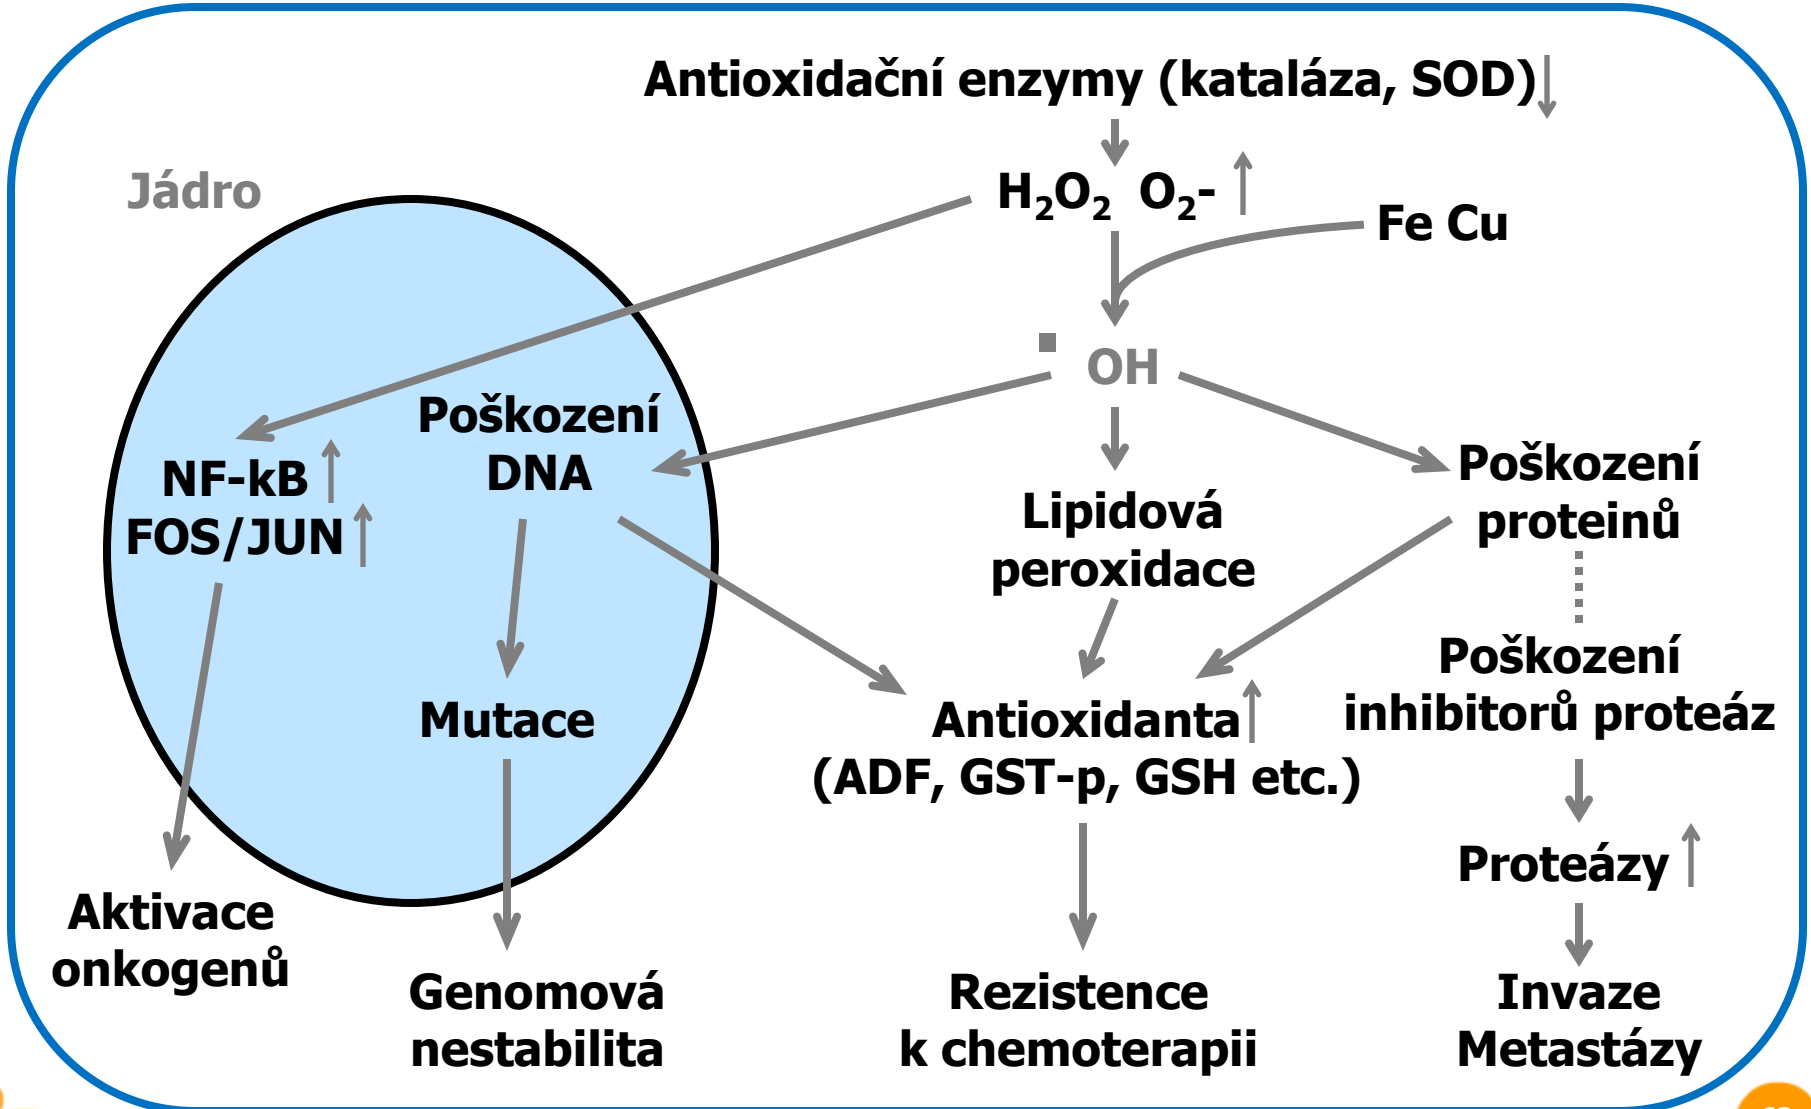 Antioxidační enzymy (kataláza, SOD)
Jádro
H₂O₂ O₂-
Fe Cu
OH
Poškození
DNA
NF-kB
FOS/JUN
Lipidová
peroxidace
Poškození
proteinů
Poškození
inhibitorů proteáz
Mutace
Antioxidanta
(ADF, GST-p, GSH etc.)
Proteázy
Aktivace
onkogenů
Genomová
nestabilita
Rezistence
k chemoterapii
Invaze
Metastázy